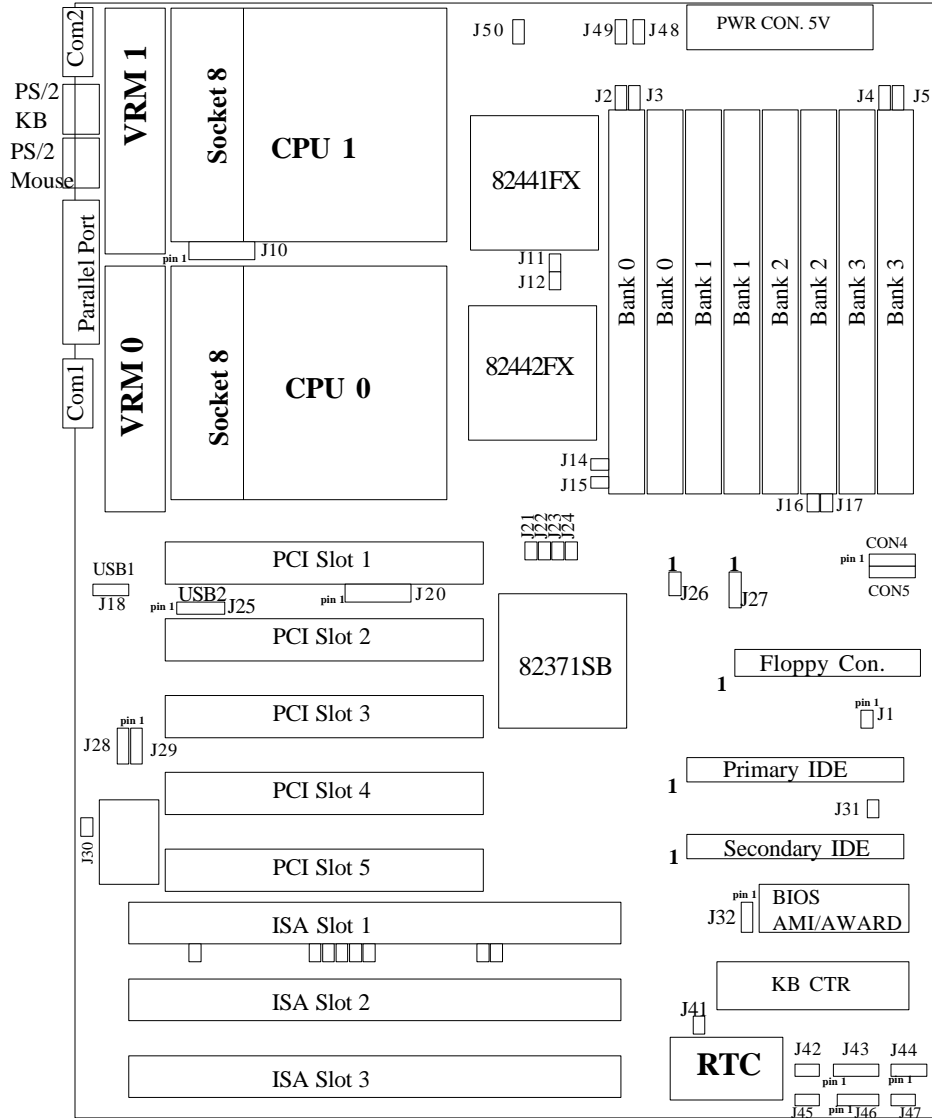 Com2
PS/2
KB
PS/2
Mouse
Parallel Port
Com1
VRM 1
Socket 8
CPU 1
pin 1
J10
VRM 0
Socket 8
CPU 0
J50
J49
J48
PWR CON. 5V
J2
J3
J4
J5
82441FX
J11
J12
82442FX
J14
J15
Bank 0
Bank 0
Bank 1
Bank 1
Bank 2
Bank 2
Bank 3
Bank 3
J16
J17
J21
J22
J23
J24
PCI Slot 1
USB1
J18
USB2
pin 1
J25
pin 1
J20
1
J26
1
J27
pin 1
CON4
CON5
PCI Slot 2
82371SB
Floppy Con.
1
pin 1
J1
PCI Slot 3
pin 1
J28
J29
Primary IDE
1
PCI Slot 4
J31
J30
Secondary IDE
1
PCI Slot 5
pin 1
J32
BIOS
AMI/AWARD
ISA Slot 1
KB CTR
ISA Slot 2
J41
RTC
J42
J43
J44
pin 1
pin 1
ISA Slot 3
J45
pin 1
J46
J47